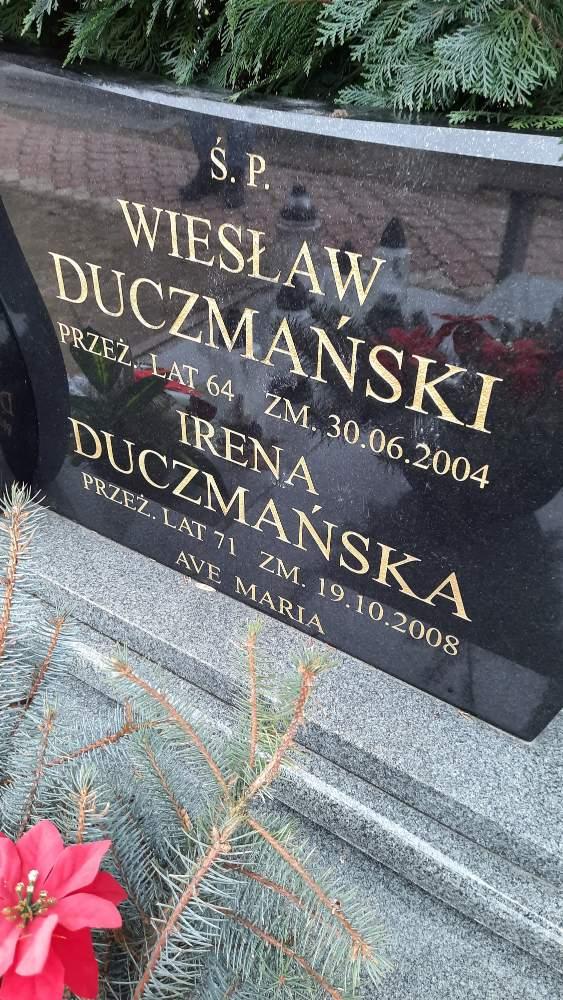 Ś. P.
WIESŁAW
DUCZMAŃSKI
PRZEŻ. LAT 64 ZM. 30.06.2004
IRENA
DUCZMAŃSKA
PRZEŻ. LAT 71 ZM. 19.10.2008
AVE MARIA